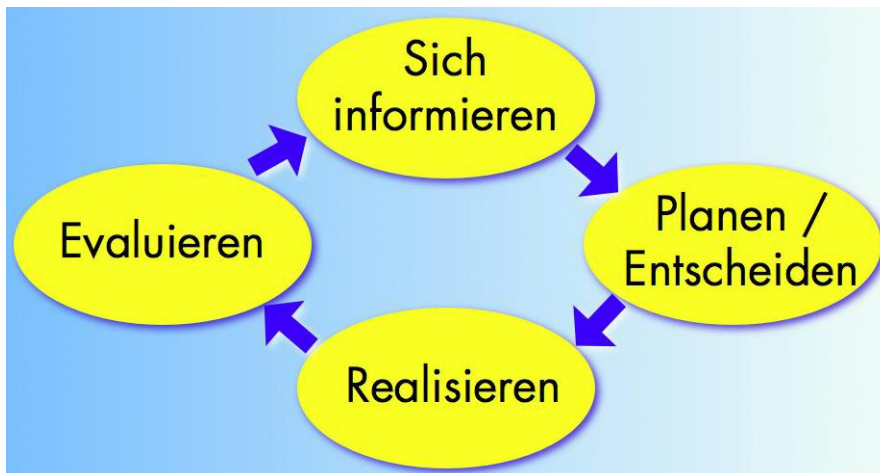 Sich
informieren
Planen /
Entscheiden
Realisieren
Evaluieren